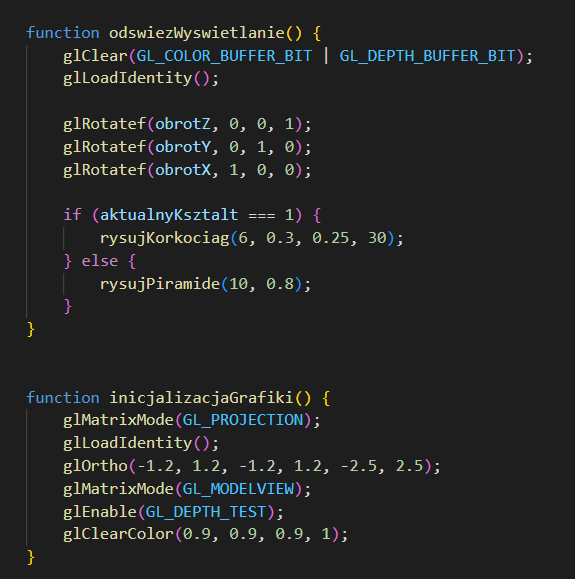 function odswiezWyswietlanie() {
    glClear(GL_COLOR_BUFFER_BIT | GL_DEPTH_BUFFER_BIT);
    glLoadIdentity();

    glRotatef(obrotZ, 0, 0, 1);
    glRotatef(obrotY, 0, 1, 0);
    glRotatef(obrotX, 1, 0, 0);

    if (aktualnyKsztalt === 1) {
        rysujKorkociag(6, 0.3, 0.25, 30);
    } else {
        rysujPiramide(10, 0.8);
    }
}

function inicjalizacjaGrafiki() {
    glMatrixMode(GL_PROJECTION);
    glLoadIdentity();
    glOrtho(-1.2, 1.2, -1.2, 1.2, -2.5, 2.5);
    glMatrixMode(GL_MODELVIEW);
    glEnable(GL_DEPTH_TEST);
    glClearColor(0.9, 0.9, 0.9, 1);
}